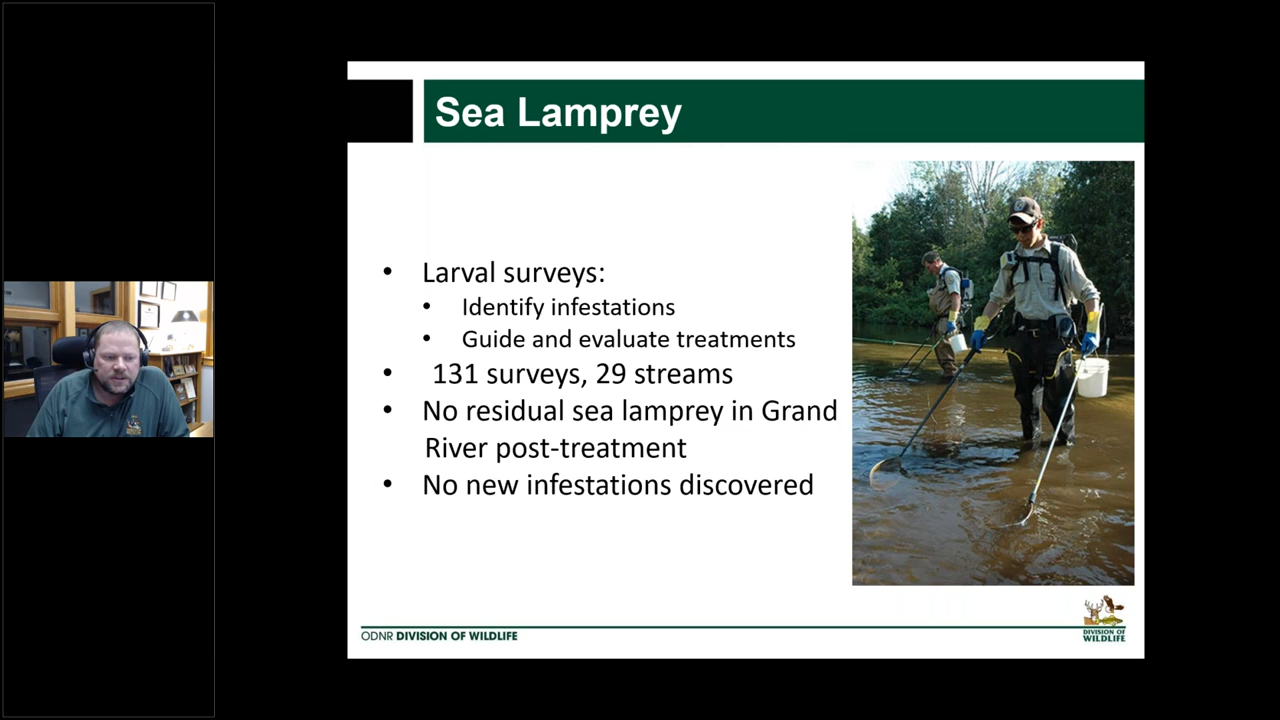 Sea Lamprey
• Larval surveys:
• Identify infestations
• Guide and evaluate treatments
• 131 surveys, 29 streams
• No residual sea lamprey in Grand
River post-treatment
• No new infestations discovered
ODNR DIVISION OF WILDLIFE
DIVISION OF
WILDLIFE